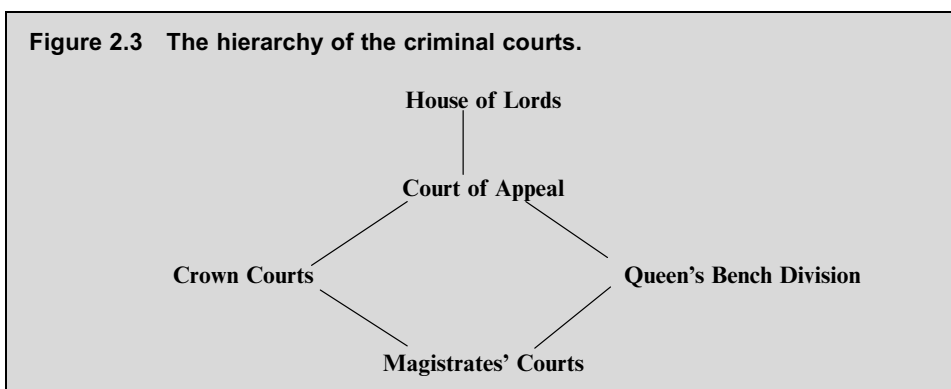 Figure 2.3 The hierarchy of the criminal courts.
House of Lords
Court of Appeal
Crown Courts Queen's Bench Division
Magistrates' Courts